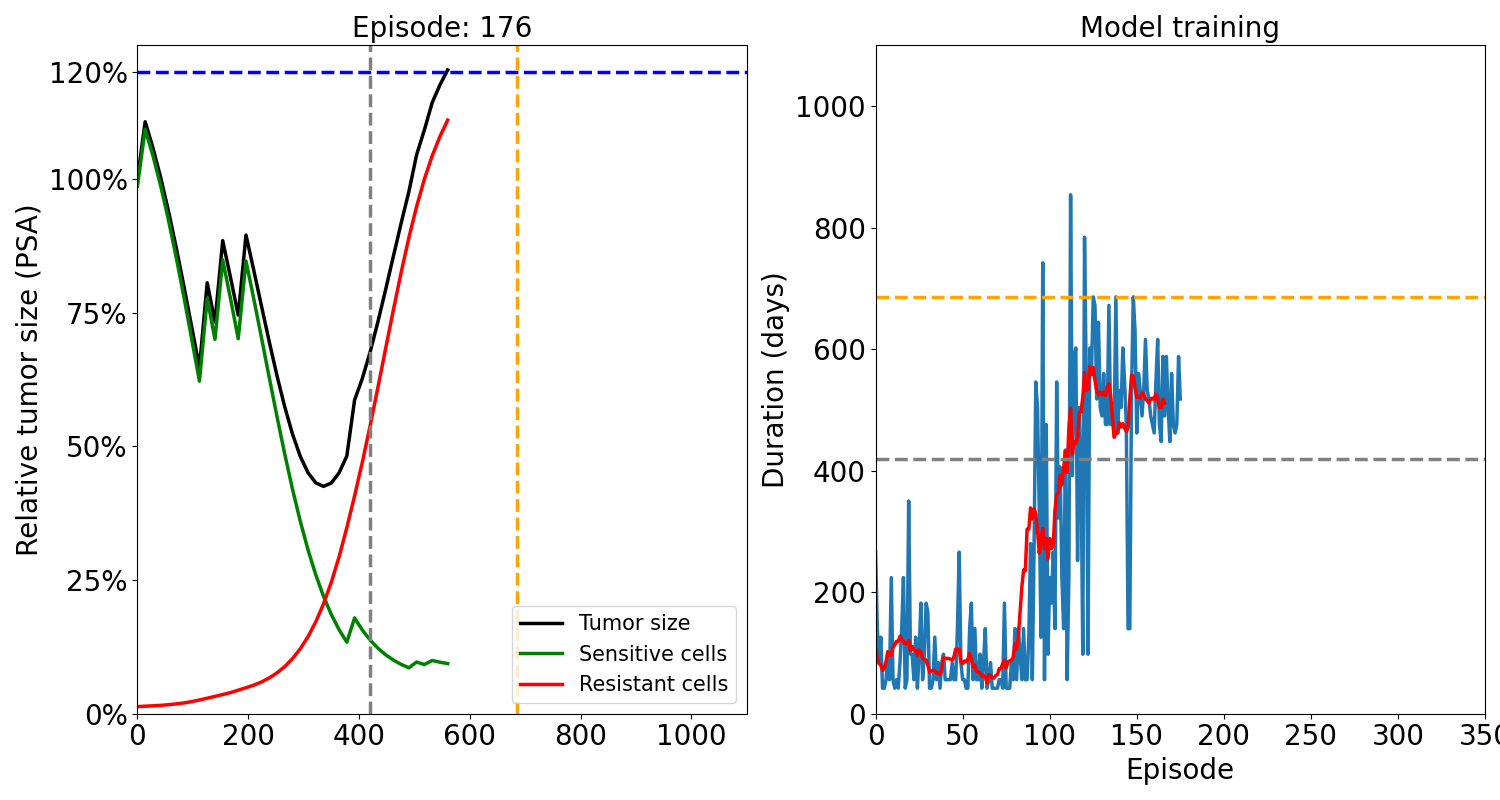 Episode: 176
Relative tumor size (PSA)
120%
100%
75%
50%
25%
0%
0 200 400 600 800 1000
Tumor size
Sensitive cells
Resistant cells
Model training
Duration (days)
1000
800
600
400
200
0
0 50 100 150 200 250 300 350
Episode